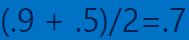 (.9 + .5)/2=.7